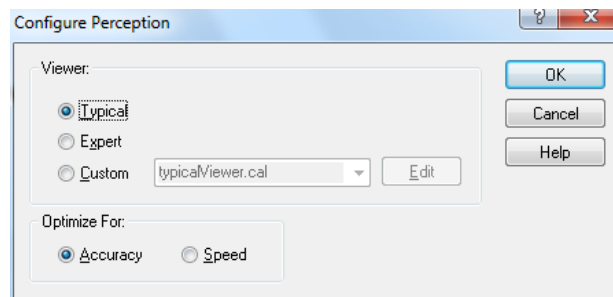 Configure Perception
Viewer:
OK
Typical
Cancel
Expert
Custom typicalViewer.cal Edit
Help
Optimize For:
Accuracy Speed